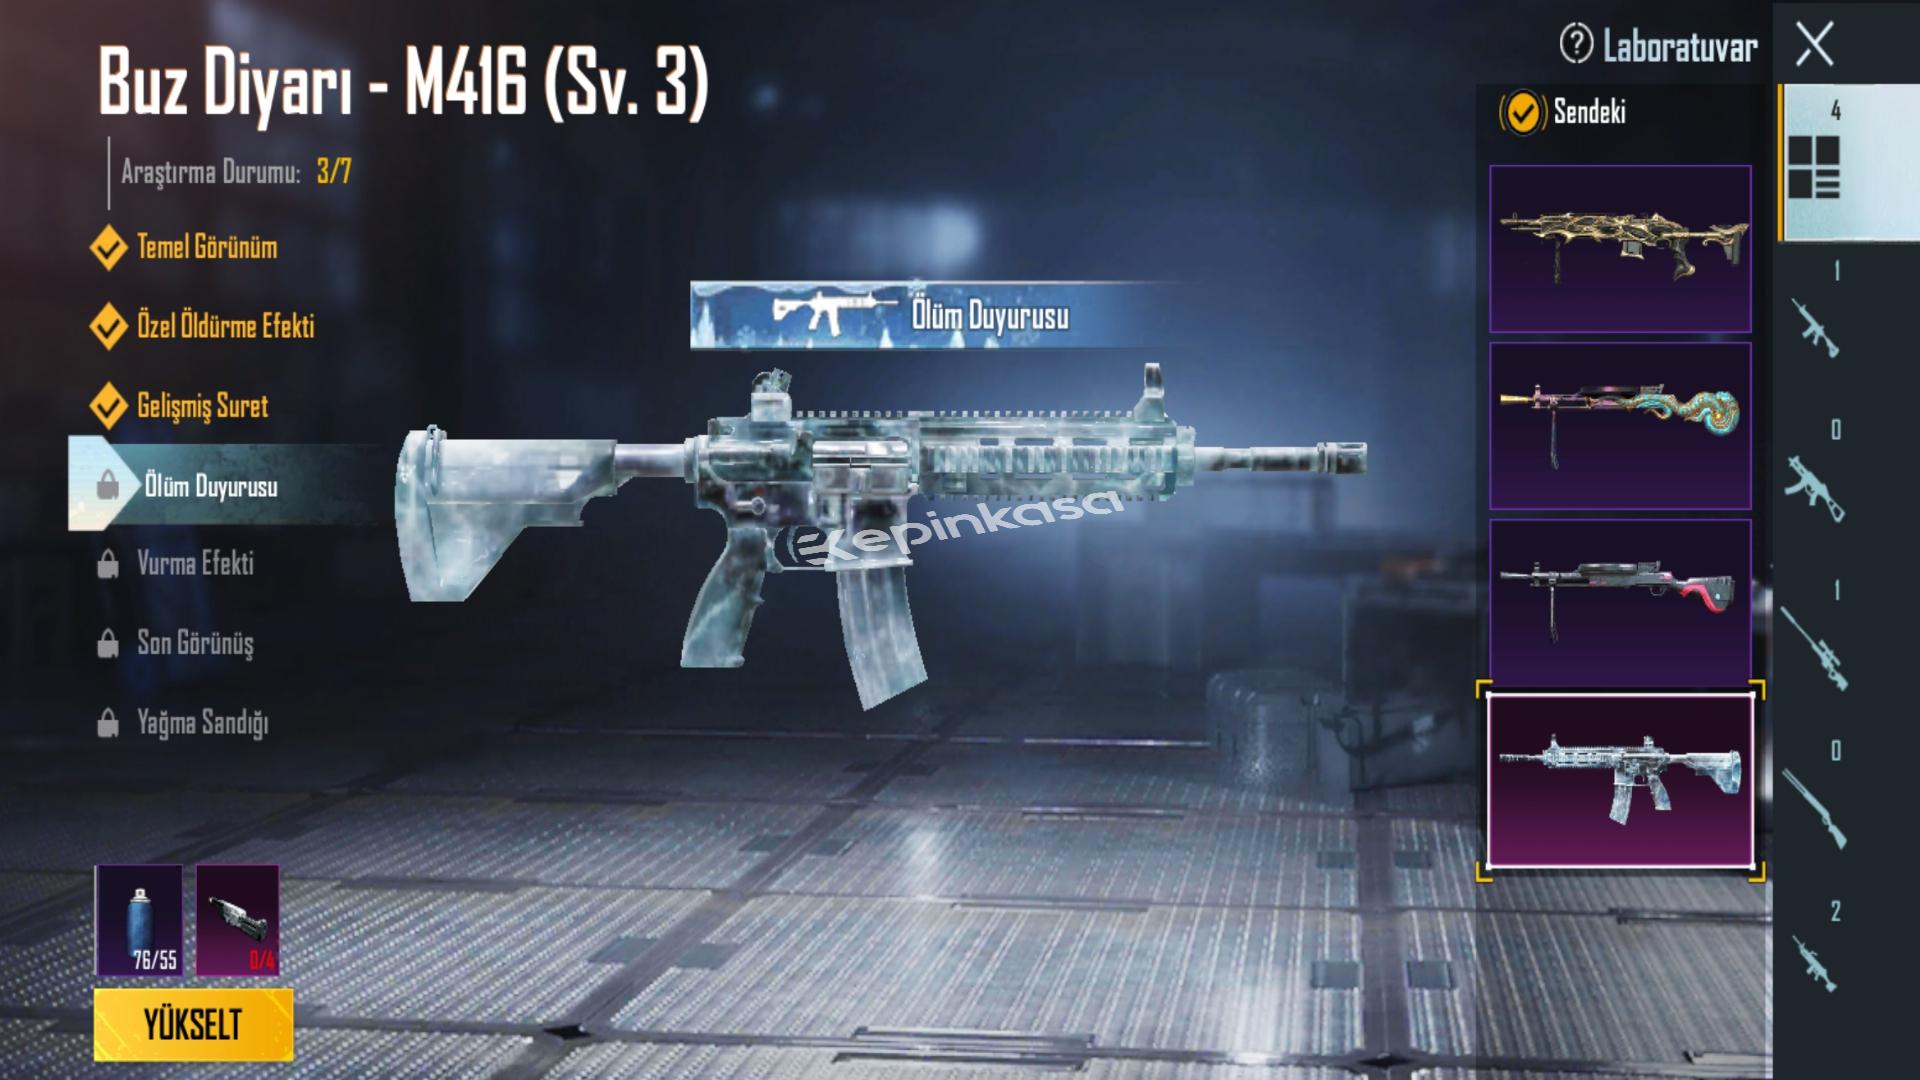 Buz Diyarı - M416 (Sv. 3)
Araştırma Durumu: 3/7
Temel Görünüm
Özel Öldürme Efekti
Gelişmiş Suret
Ölüm Duyurusu
Vurma Efekti
Son Görünüş
Yağma Sandığı
76/55
0/4
YÜKSELT
Ölüm Duyurusu
epinkasa
? Laboratuvar
Sendeki
4
1
0
1
0
2